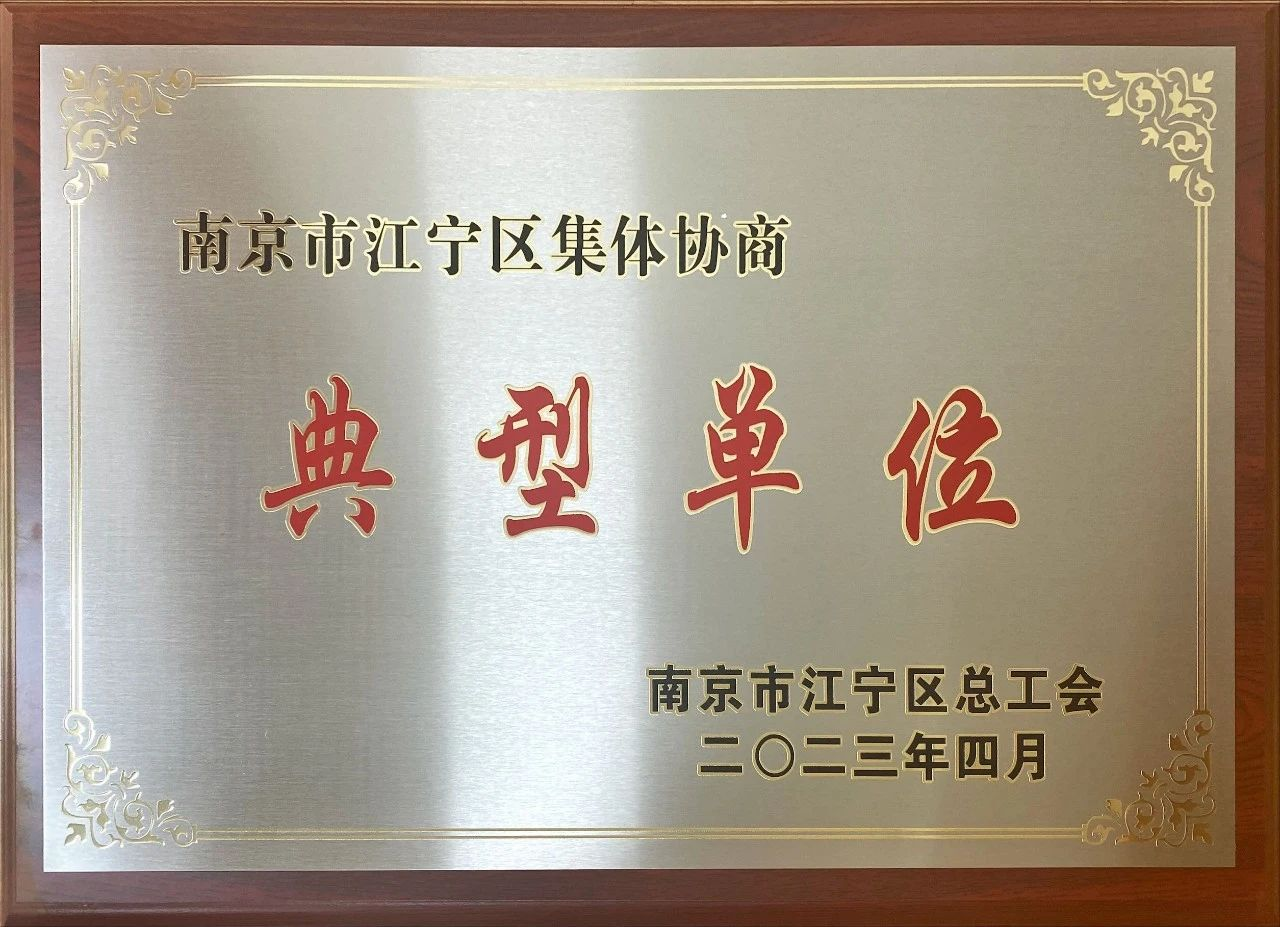 南京市江宁区集体协商
典型单位
南京市江宁区总工会
二〇二三年四月